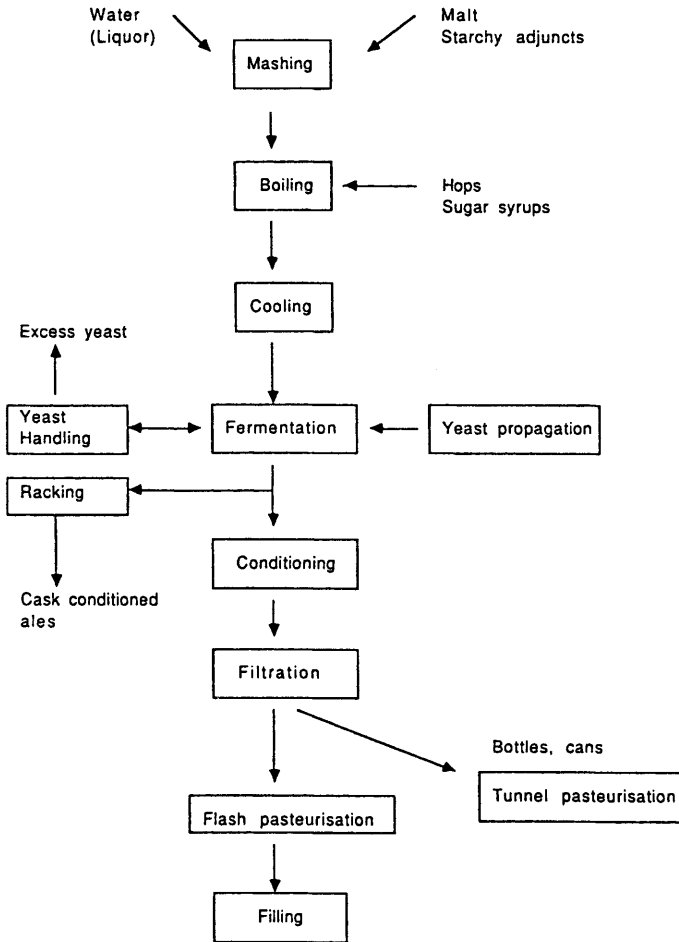 Water
(Liquor)
Malt
Starchy adjuncts
Mashing
Boiling
Hops
Sugar syrups
Cooling
Excess yeast
Yeast
Handling
Fermentation
Yeast propagation
Racking
Conditioning
Cask conditioned
ales
Filtration
Bottles, cans
Tunnel pasteurisation
Flash pasteurisation
Filling